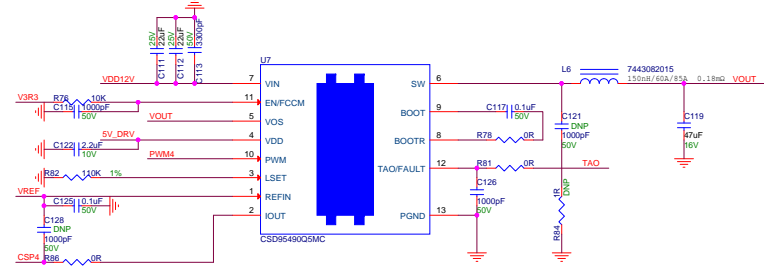 25V
22uF
C111
25V
22uF
C112
50V
3300pF
C113
U7
VDD12V
7
VIN
V3R3
R76
10K
11
EN/FCCM
C115
1000pF
50V
VOUT
5
VOS
5V_DRV
4
VDD
C122
2.2uF
10V
PWM4
10
PWM
R82
110K
1%
3
LSET
VREF
1
REFIN
C125
0.1uF
50V
2
IOUT
C128
DNP
1000pF
50V
CSP4
R86
0R
CSD95490Q5MC
SW
6
BOOT
9
C117
0.1uF
50V
BOOTR
8
R78
0R
TAO/FAULT
12
R81
0R
TAO
C126
1000pF
50V
PGND
13
L6
7443082015
150nH/60A/85A 0.18mΩ
VOUT
C121
DNP
1000pF
50V
C119
47uF
16V
1R
DNP
R84